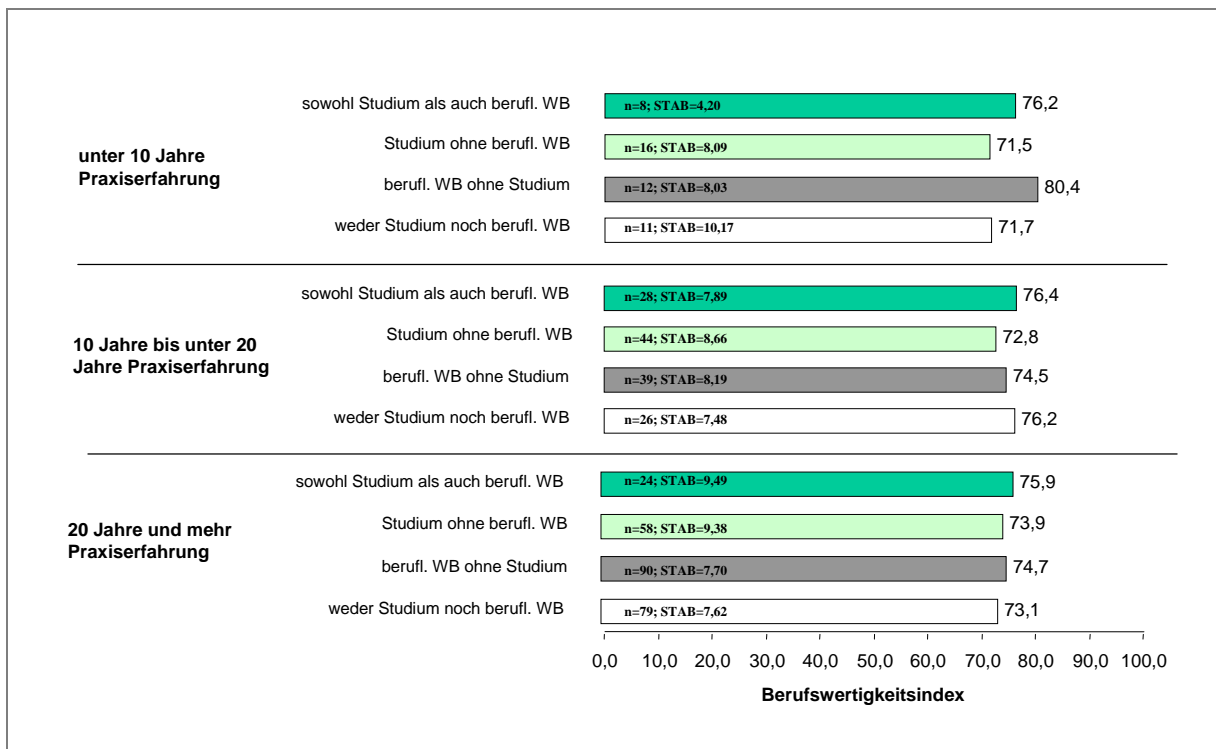 sowohl Studium als auch berufl. WB n=8; STAB=4,20 76,2
Studium ohne berufl. WB n=16; STAB=8,09 71,5
unter 10 Jahre
Praxiserfahrung
berufl. WB ohne Studium n=12; STAB=8,03 80,4
weder Studium noch berufl. WB n=11; STAB=10,17 71,7
sowohl Studium als auch berufl. WB n=28; STAB=7,89 76,4
Studium ohne berufl. WB n=44; STAB=8,66 72,8
10 Jahre bis unter 20
Jahre Praxiserfahrung
berufl. WB ohne Studium n=39; STAB=8,19 74,5
weder Studium noch berufl. WB n=26; STAB=7,48 76,2
sowohl Studium als auch berufl. WB n=24; STAB=9,49 75,9
Studium ohne berufl. WB n=58; STAB=9,38 73,9
20 Jahre und mehr
Praxiserfahrung
berufl. WB ohne Studium n=90; STAB=7,70 74,7
weder Studium noch berufl. WB n=79; STAB=7,62 73,1
0,0 10,0 20,0 30,0 40,0 50,0 60,0 70,0 80,0 90,0 100,0
Berufswertigkeitsindex